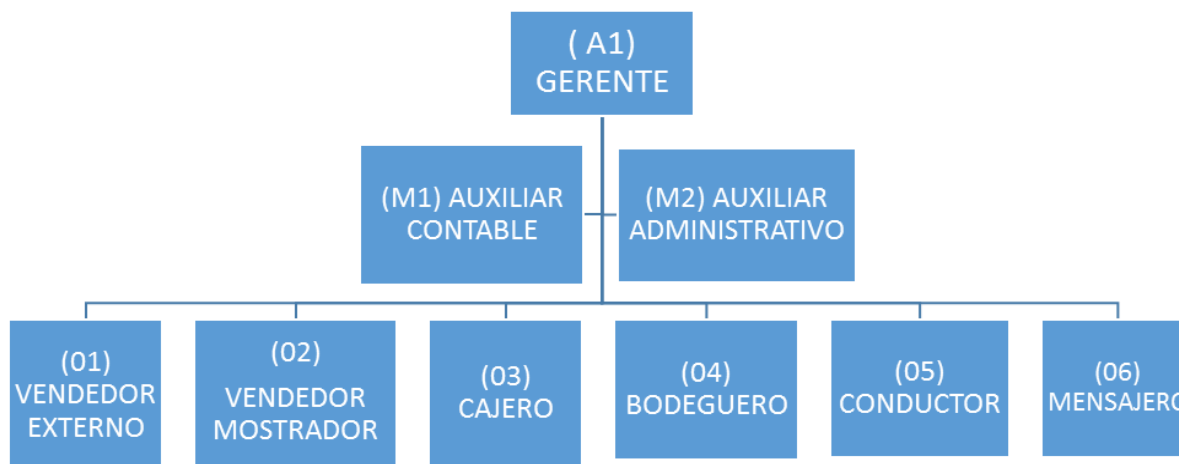 ( A1)
GERENTE
(M1) AUXILIAR
CONTABLE
(M2) AUXILIAR
ADMINISTRATIVO
(01)
VENDEDOR
EXTERNO
(02)
VENDEDOR
MOSTRADOR
(03)
CAJERO
(04)
BODEGUERO
(05)
CONDUCTOR
(06)
MENSAJERO